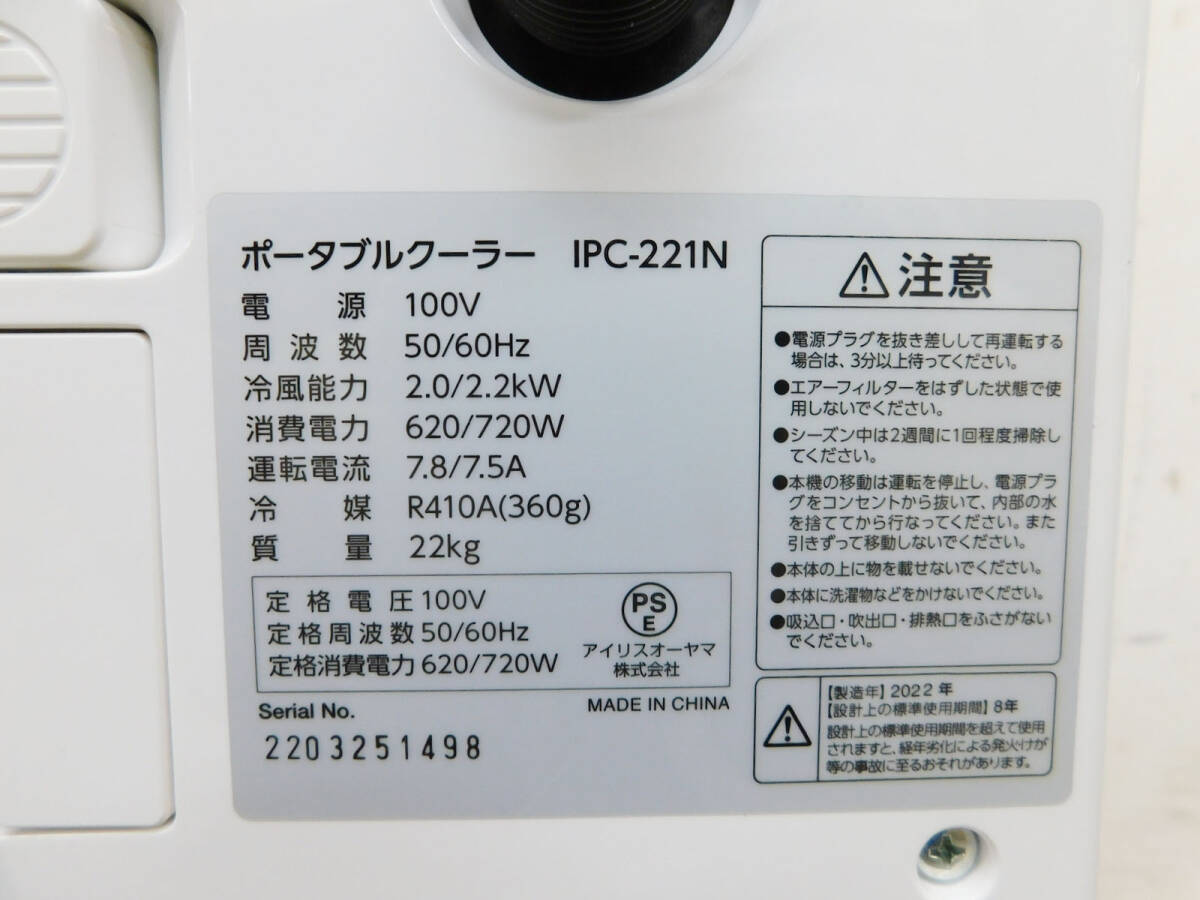 ポータブルクーラー IPC-221N
電源 100V
周波数 50/60Hz
冷風能力 2.0/2.2kW
消費電力 620/720W
運転電流 7.8/7.5A
冷媒 R410A(360g)
質量 22kg
定格電圧 100V
定格周波数 50/60Hz
定格消費電力 620/720W
PS
E
アイリスオーヤマ
株式会社
Serial No.
MADE IN CHINA
2203251498
注意
●電源プラグを抜き差しして再運転する
場合は、3分以上待ってください。
●エアーフィルターをはずした状態で使
用しないでください。
●シーズン中は2週間に1回程度掃除し
てください。
●本機の移動は運転を停止し、電源プラ
グをコンセントから抜いて、内部の水
を捨ててから行なってください。また
引きずって移動しないでください。
●本体の上に物を載せないでください。
●本体に洗濯物などをかけないでください。
●吸込口・吹出口・排熱口をふさがない
でください。
【製造年】2022年
【設計上の標準使用期間】8年
設計上の標準使用期間を超えて使用
されますと、経年劣化による発火けが
等の事故に至るおそれがあります。